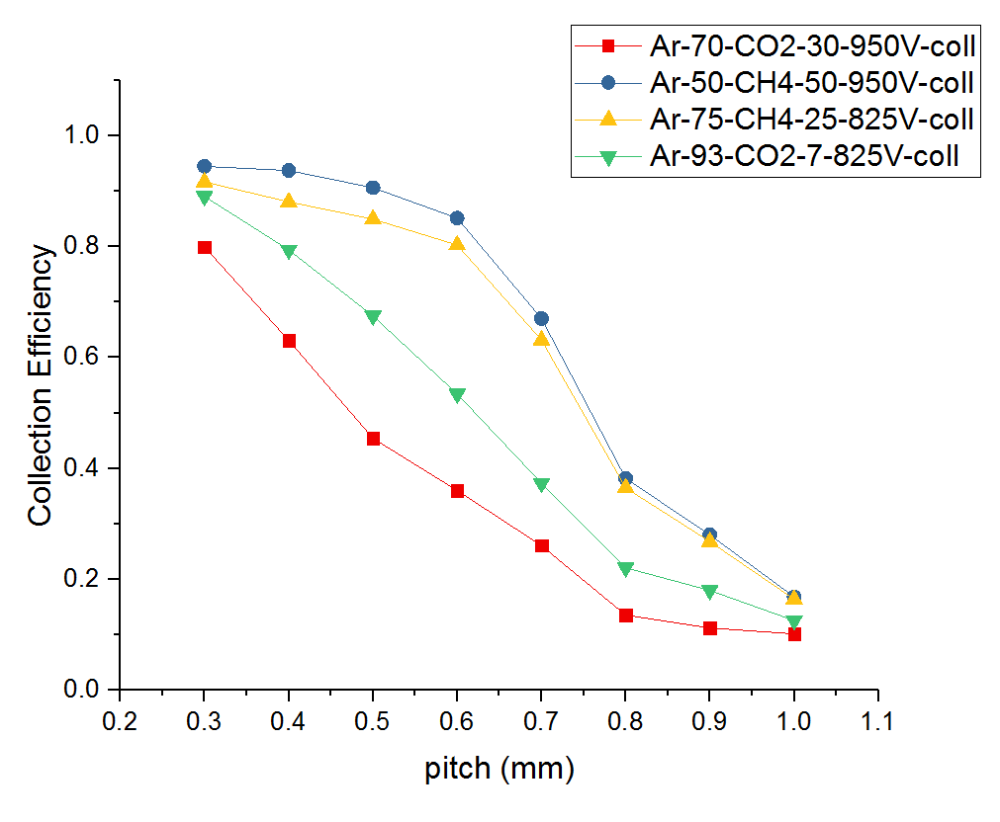 Ar-70-CO2-30-950V-coll
Ar-50-CH4-50-950V-coll
Ar-75-CH4-25-825V-coll
Ar-93-CO2-7-825V-coll
1.0
0.8
0.6
0.4
0.2
0.0
Collection Efficiency
0.2 0.3 0.4 0.5 0.6 0.7 0.8 0.9 1.0 1.1
pitch (mm)